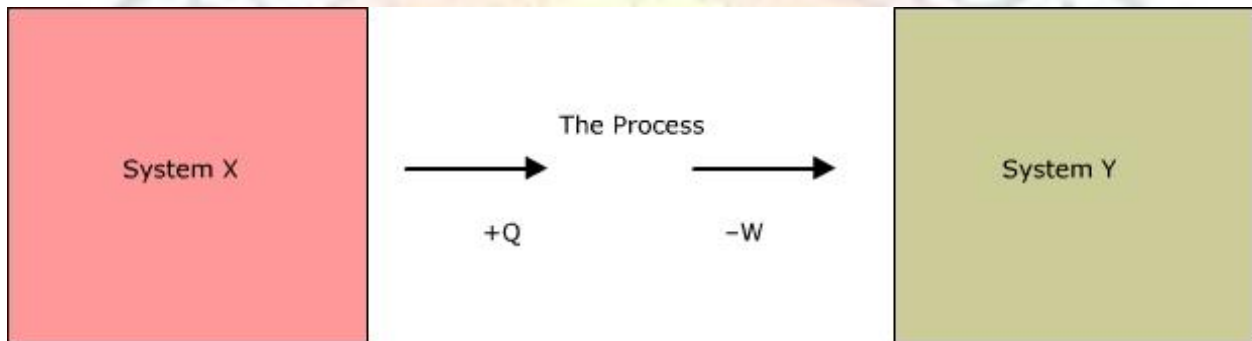 The Process
System X
System Y
+Q
–W